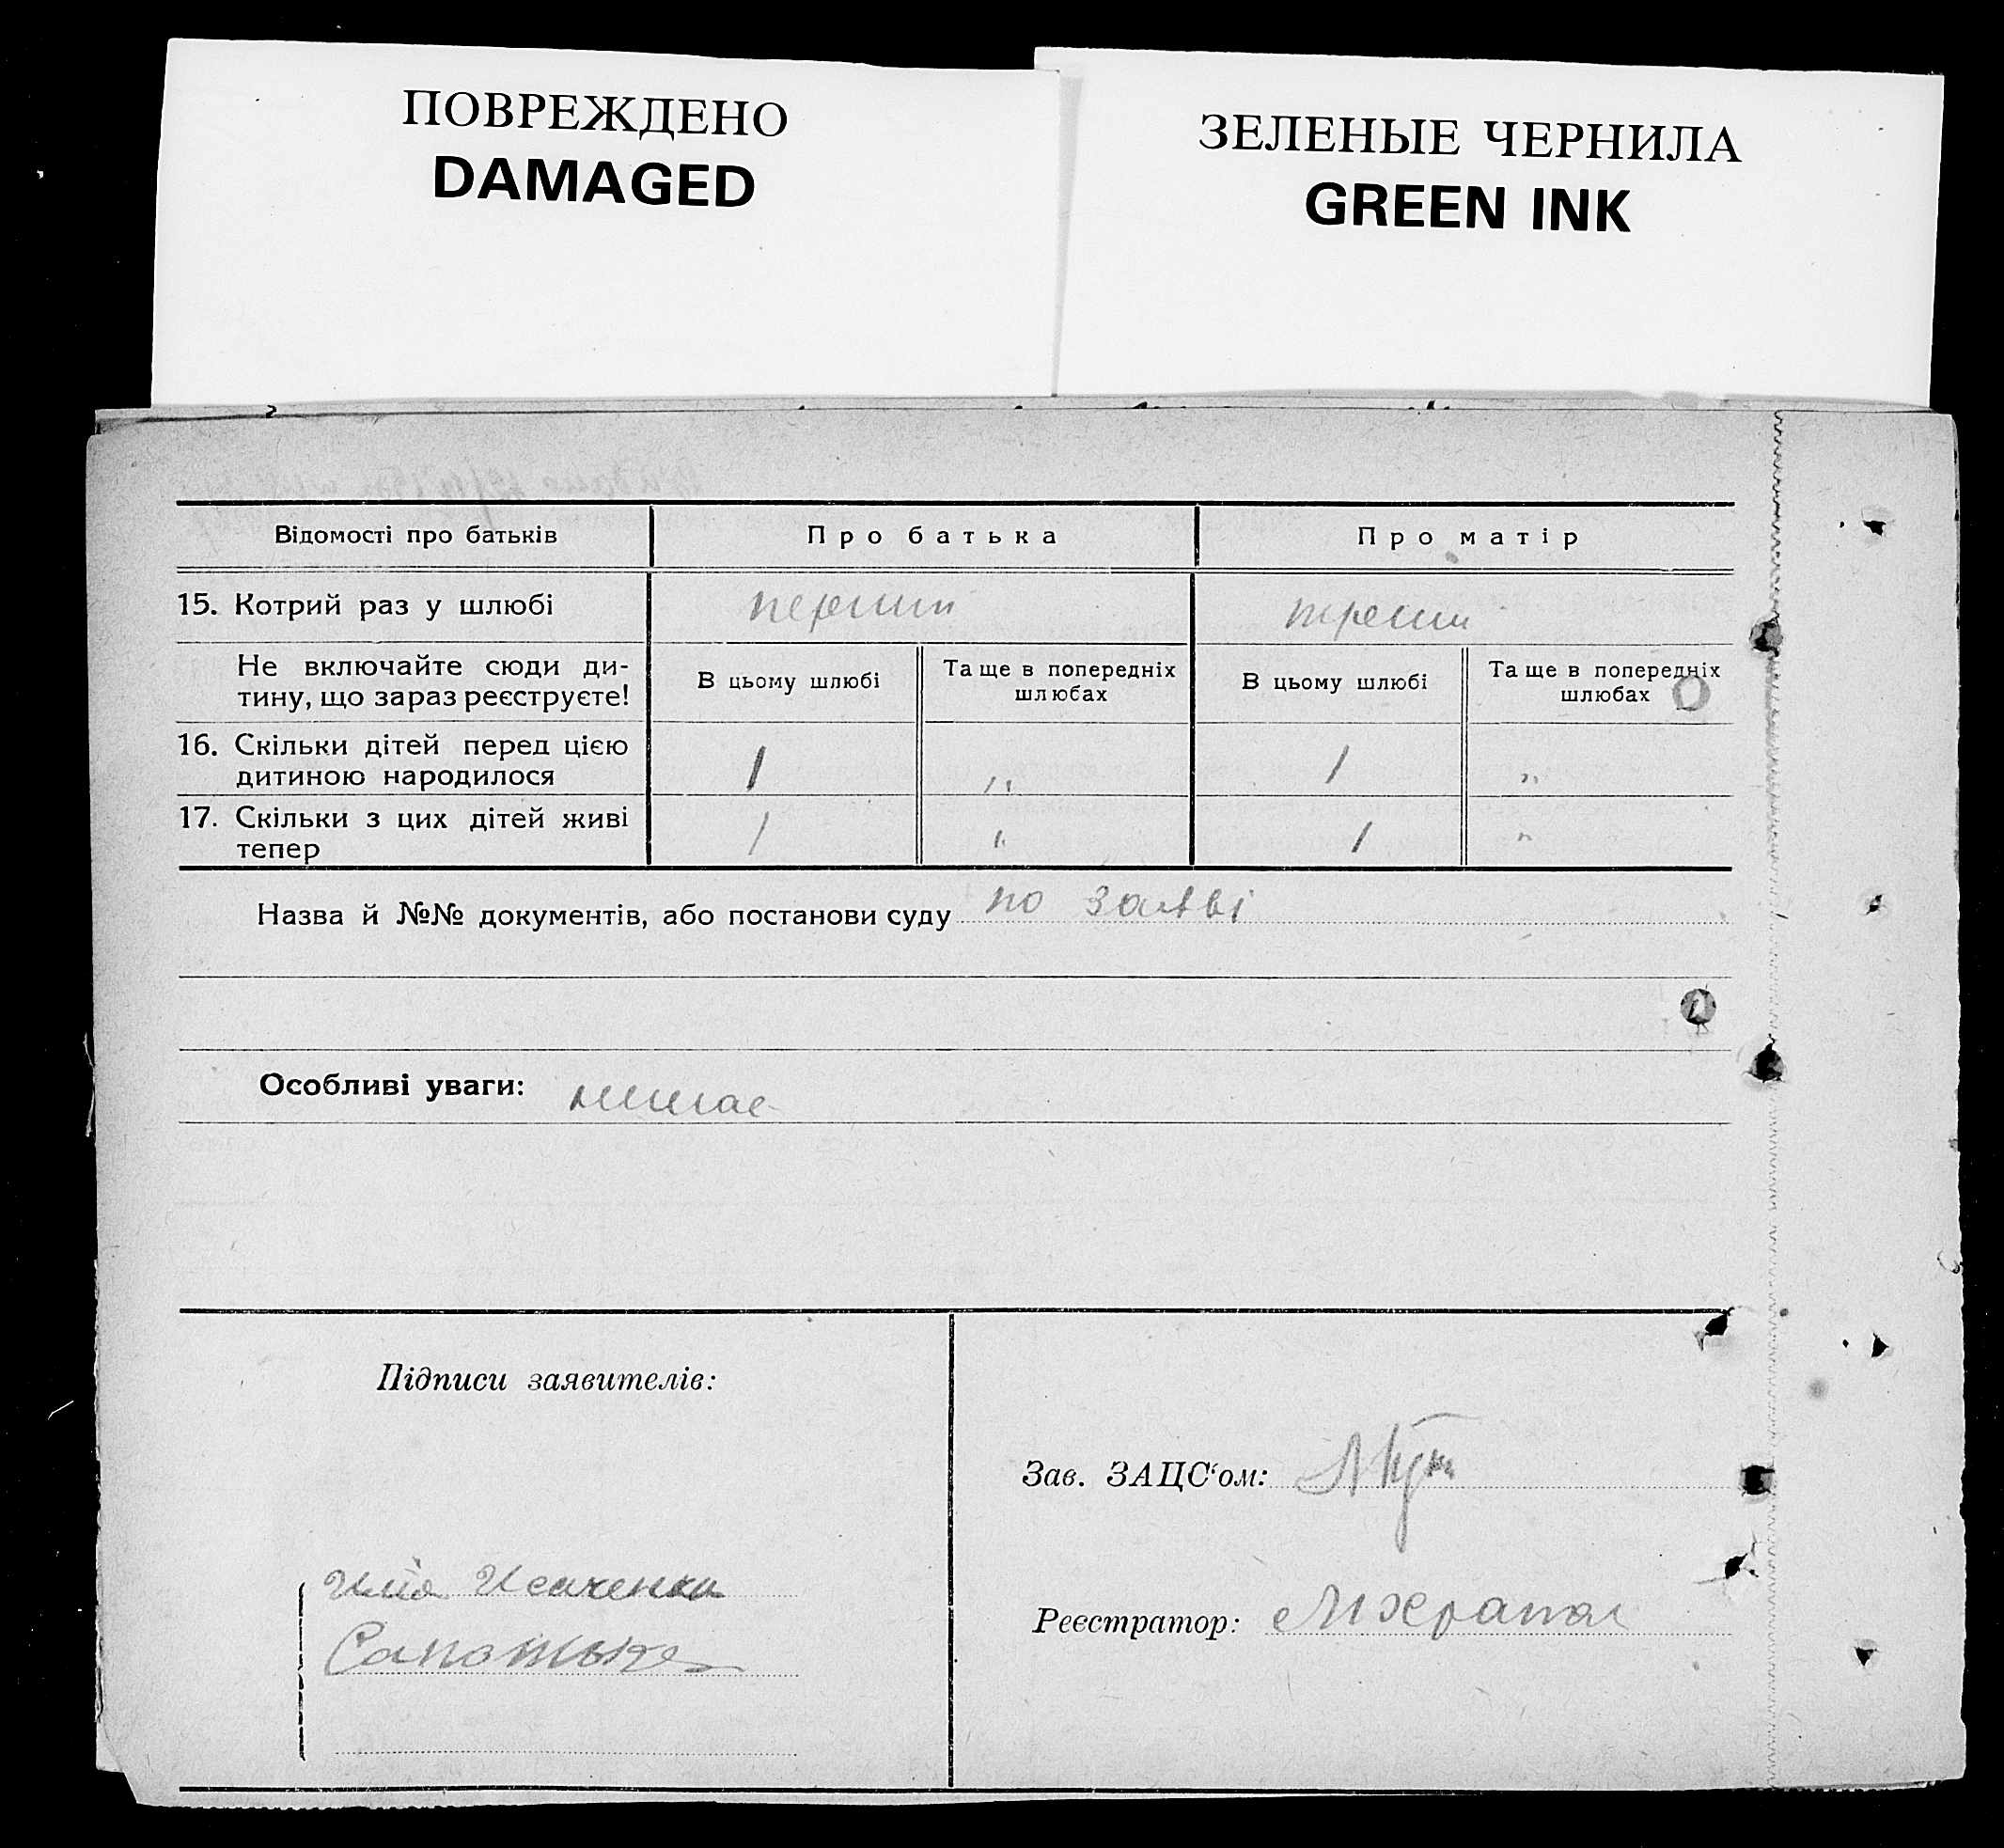 ПОВРЕЖДЕНО
DAMAGED
ЗЕЛЕНЫЕ ЧЕРНИЛА
GREEN INK
Відомості про батьків Про батька Про матір
15. Котрий раз у шлюбі перший перший
Не включайте сюди ди-
тину, що зараз реєструєте!
В цьому шлюбі
Та ще в попередніх
шлюбах
В цьому шлюбі
Та ще в попередніх
шлюбах
16. Скільки дітей перед цією
дитиною народилося
1 „ 1 „
17. Скільки з цих дітей живі
тепер
1 „ 1 „
Назва й №№ документів, або постанови суду по заяві
Особливі уваги: немає
Підписи заявителів:
Исаченка
Зав. ЗАЦС‘ом:
Реєстратор: